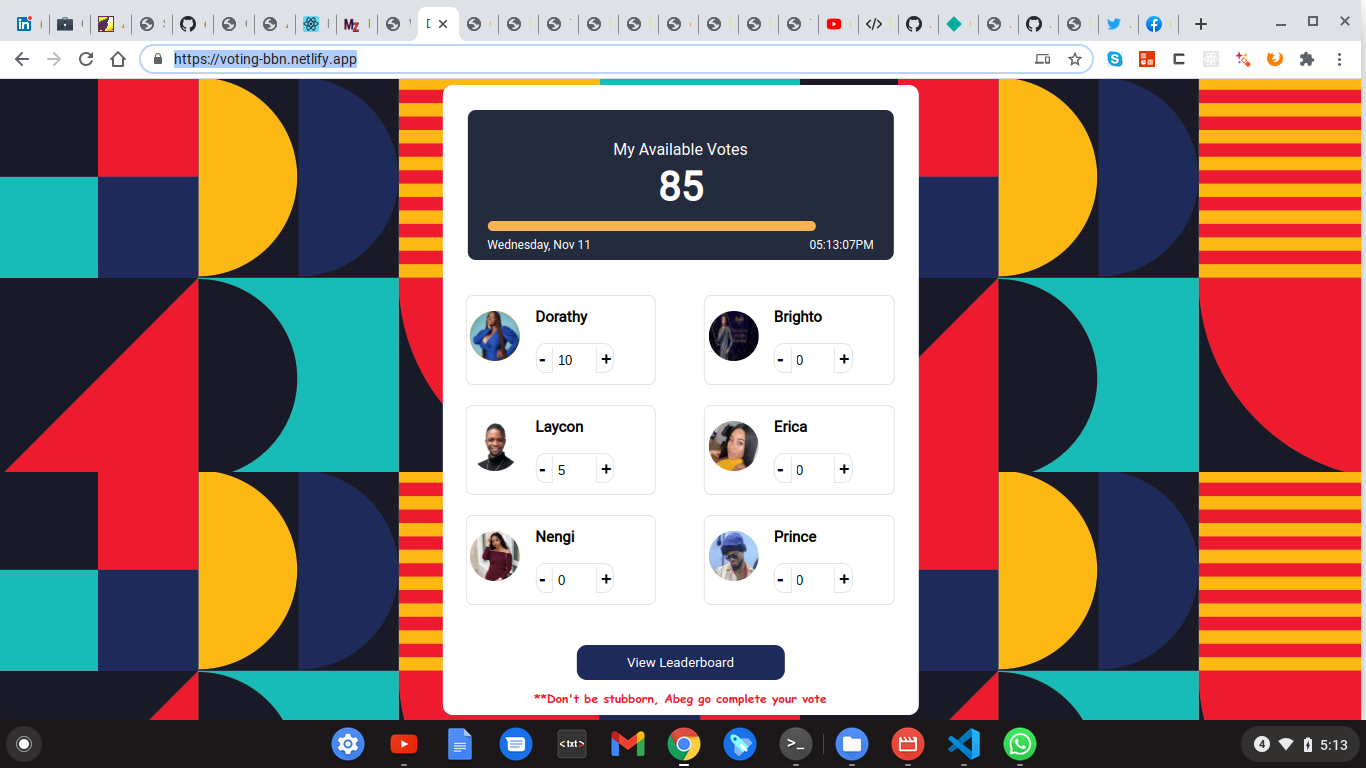 https://voting-bbn.netlify.app
My Available Votes
85
Wednesday, Nov 11
05:13:07PM
Dorathy
- 10 +
Brighto
- 0 +
Laycon
- 5 +
Erica
- 0 +
Nengi
- 0 +
Prince
- 0 +
View Leaderboard
**Don't be stubborn, Abeg go complete your vote
<txt>
4
5:13